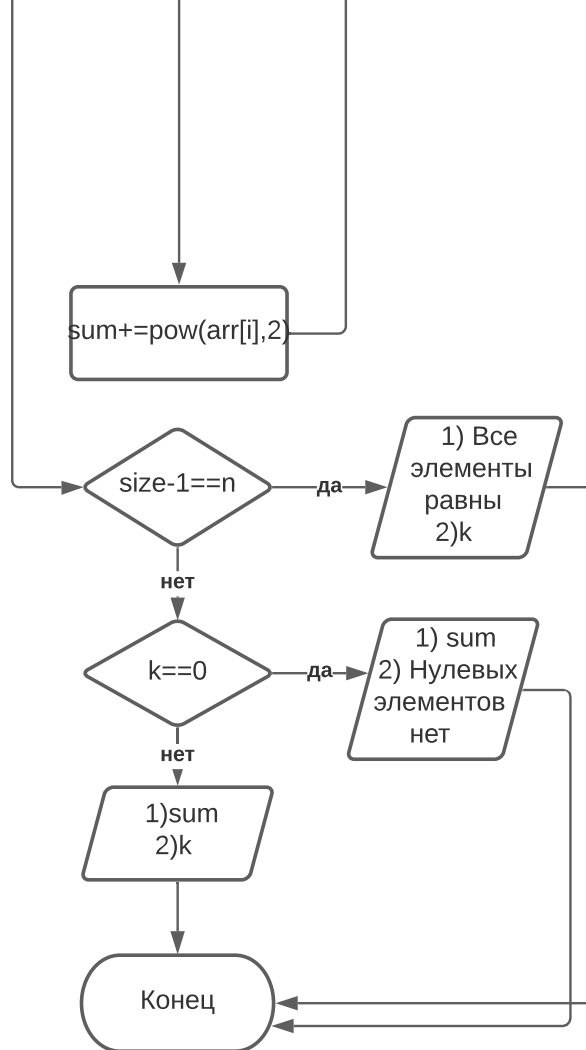 sum+=pow(arr[i],2)
size-1==n
да
1) Все
элементы
равны
2)k
нет
k==0
да
1) sum
2) Нулевых
элементов
нет
нет
1)sum
2)k
Конец